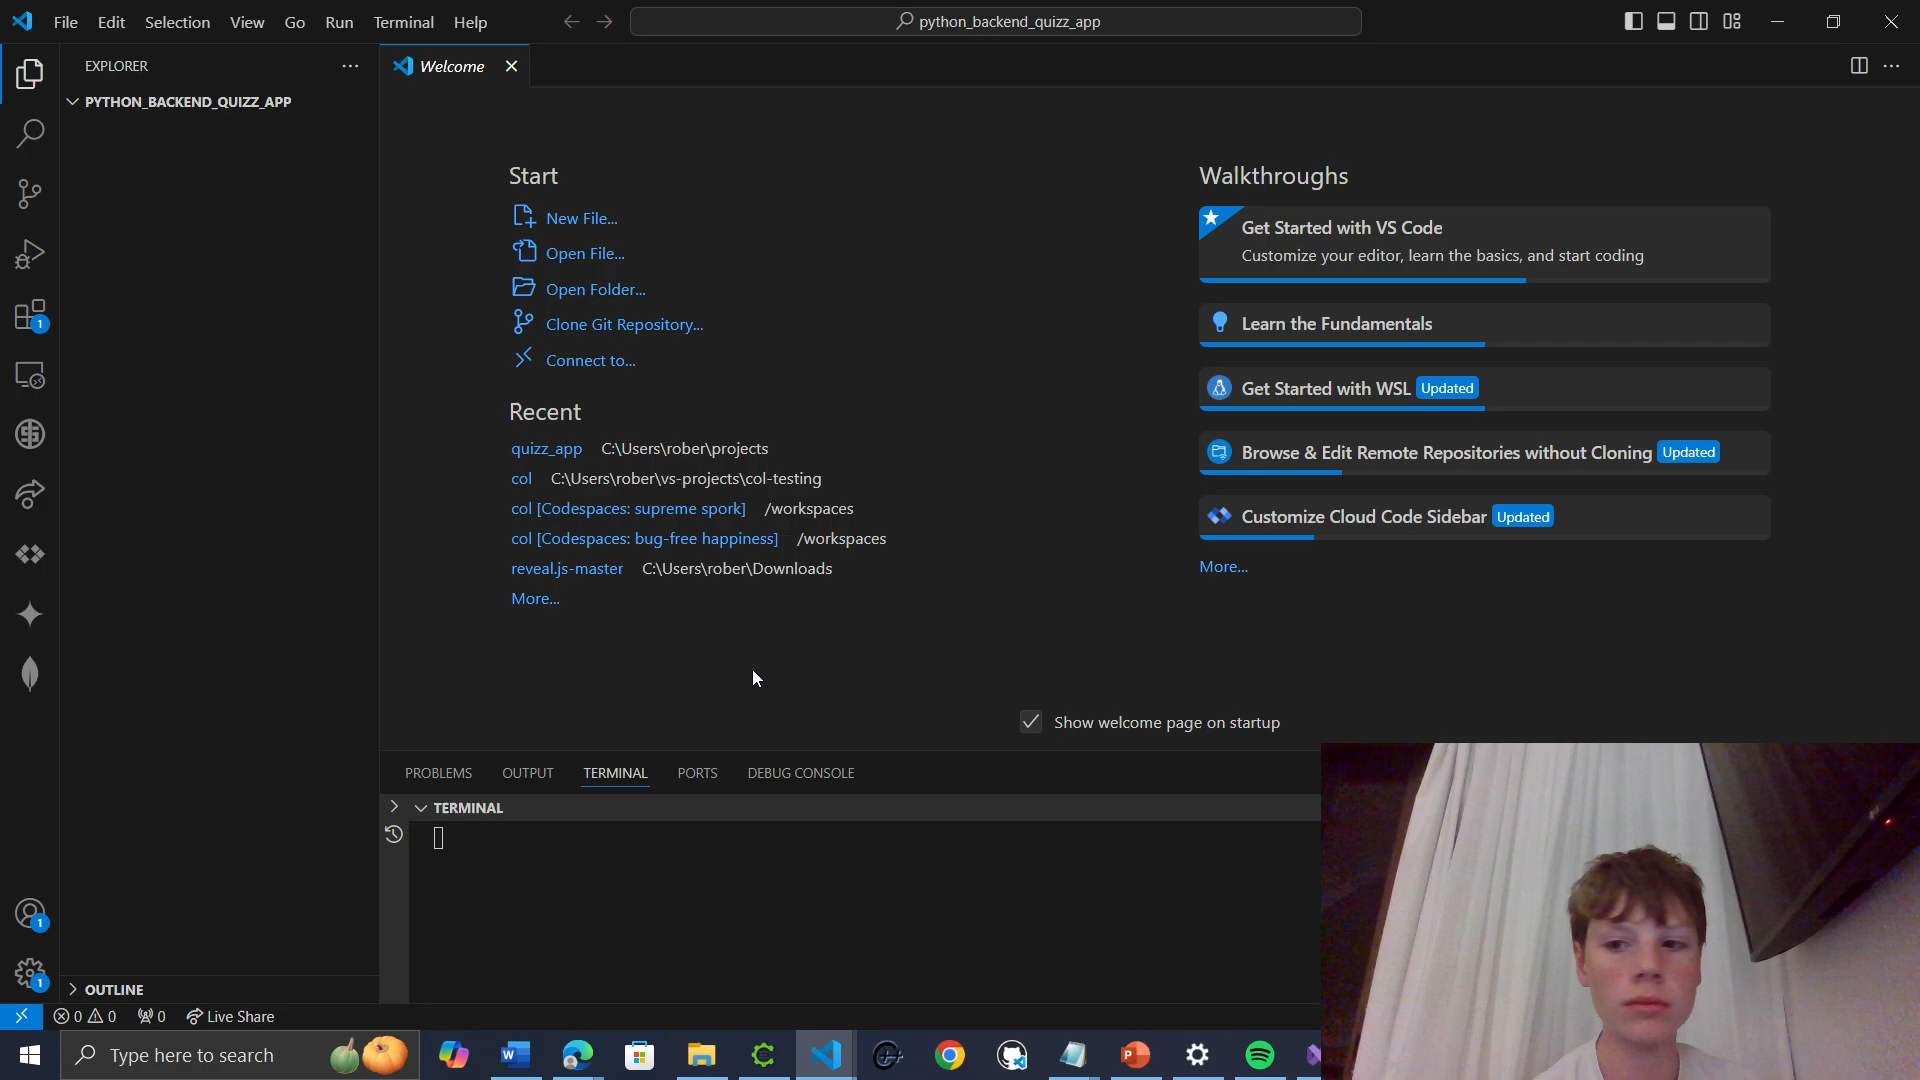 File Edit Selection View Go Run Terminal Help
python_backend_quizz_app
EXPLORER
PYTHON_BACKEND_QUIZZ_APP
Welcome
Start
New File...
Open File...
Open Folder...
Clone Git Repository...
Connect to...
Recent
quizz_app C:\Users\rober\projects
col C:\Users\rober\vs-projects\col-testing
col [Codespaces: supreme spork] /workspaces
col [Codespaces: bug-free happiness] /workspaces
reveal.js-master C:\Users\rober\Downloads
More...
Walkthroughs
Get Started with VS Code
Customize your editor, learn the basics, and start coding
Learn the Fundamentals
Get Started with WSL Updated
Browse & Edit Remote Repositories without Cloning Updated
Customize Cloud Code Sidebar Updated
More...
Show welcome page on startup
PROBLEMS OUTPUT TERMINAL PORTS DEBUG CONSOLE
TERMINAL
1
1
1
OUTLINE
0 0 0 Live Share
Type here to search